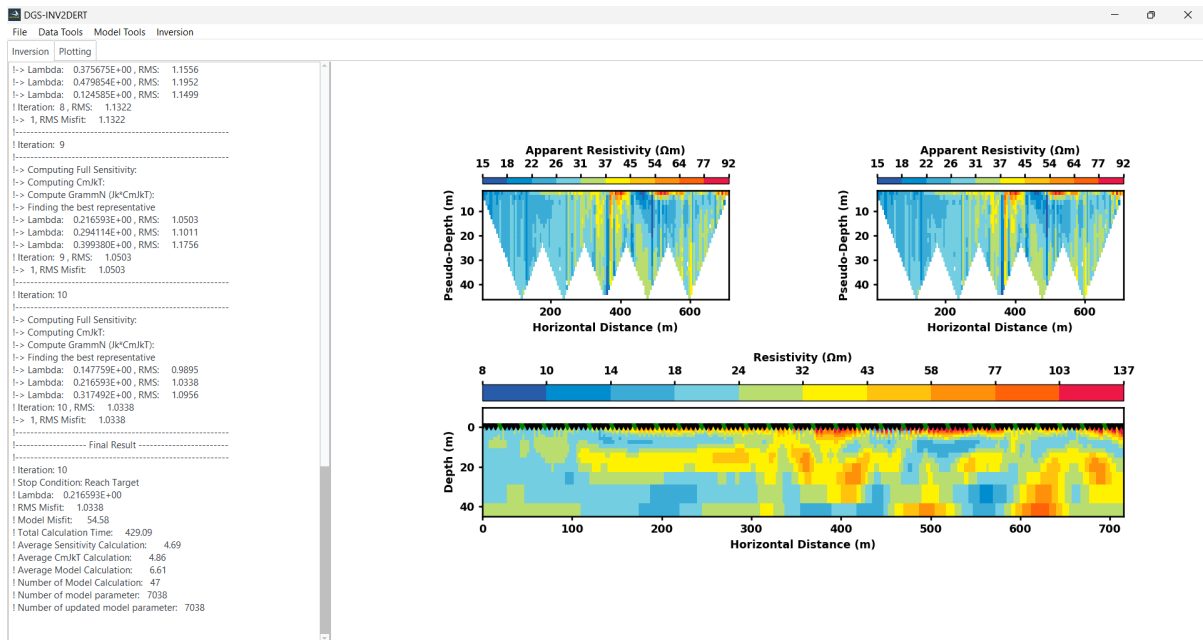 DGS-INV2DERT
File Data Tools Model Tools Inversion
Inversion Plotting
!-> Lambda: 0.375675E+00 , RMS: 1.1556
!-> Lambda: 0.479854E+00 , RMS: 1.1952
!-> Lambda: 0.124585E+00 , RMS: 1.1499
! Iteration: 8 , RMS: 1.1322
!-> 1, RMS Misfit: 1.1322
!----------------------------------------------------------
! Iteration: 9
!----------------------------------------------------------
!-> Computing Full Sensitivity:
!-> Computing CmJkT:
!-> Compute GrammN (Jk*CmJkT):
!-> Finding the best representative
!-> Lambda: 0.216593E+00 , RMS: 1.0503
!-> Lambda: 0.294114E+00 , RMS: 1.1011
!-> Lambda: 0.399380E+00 , RMS: 1.1756
! Iteration: 9 , RMS: 1.0503
!-> 1, RMS Misfit: 1.0503
!----------------------------------------------------------
! Iteration: 10
!----------------------------------------------------------
!-> Computing Full Sensitivity:
!-> Computing CmJkT:
!-> Compute GrammN (Jk*CmJkT):
!-> Finding the best representative
!-> Lambda: 0.147759E+00 , RMS: 0.9895
!-> Lambda: 0.216593E+00 , RMS: 1.0338
!-> Lambda: 0.317492E+00 , RMS: 1.0956
! Iteration: 10 , RMS: 1.0338
!-> 1, RMS Misfit: 1.0338
!----------------------------------------------------------
!------------------- Final Result ------------------------
!----------------------------------------------------------
! Iteration: 10
! Stop Condition: Reach Target
! Lambda: 0.216593E+00
! RMS Misfit: 1.0338
! Model Misfit: 54.58
! Total Calculation Time: 429.09
! Average Sensitivity Calculation: 4.69
! Average CmJkT Calculation: 4.86
! Average Model Calculation: 6.61
! Number of Model Calculation: 47
! Number of model parameter: 7038
! Number of updated model parameter: 7038
Apparent Resistivity (Ωm)
15 18 22 26 31 37 45 54 64 77 92
Pseudo-Depth (m)
10
20
40
200 400 600
Horizontal Distance (m)
Apparent Resistivity (Ωm)
15 18 22 26 31 37 45 54 64 77 92
Pseudo-Depth (m)
10
20
40
200 400 600
Horizontal Distance (m)
Resistivity (Ωm)
8 10 14 18 24 32 43 58 77 103 137
Depth (m)
0
20
40
0 100 200 300 400 500 600 700
Horizontal Distance (m)